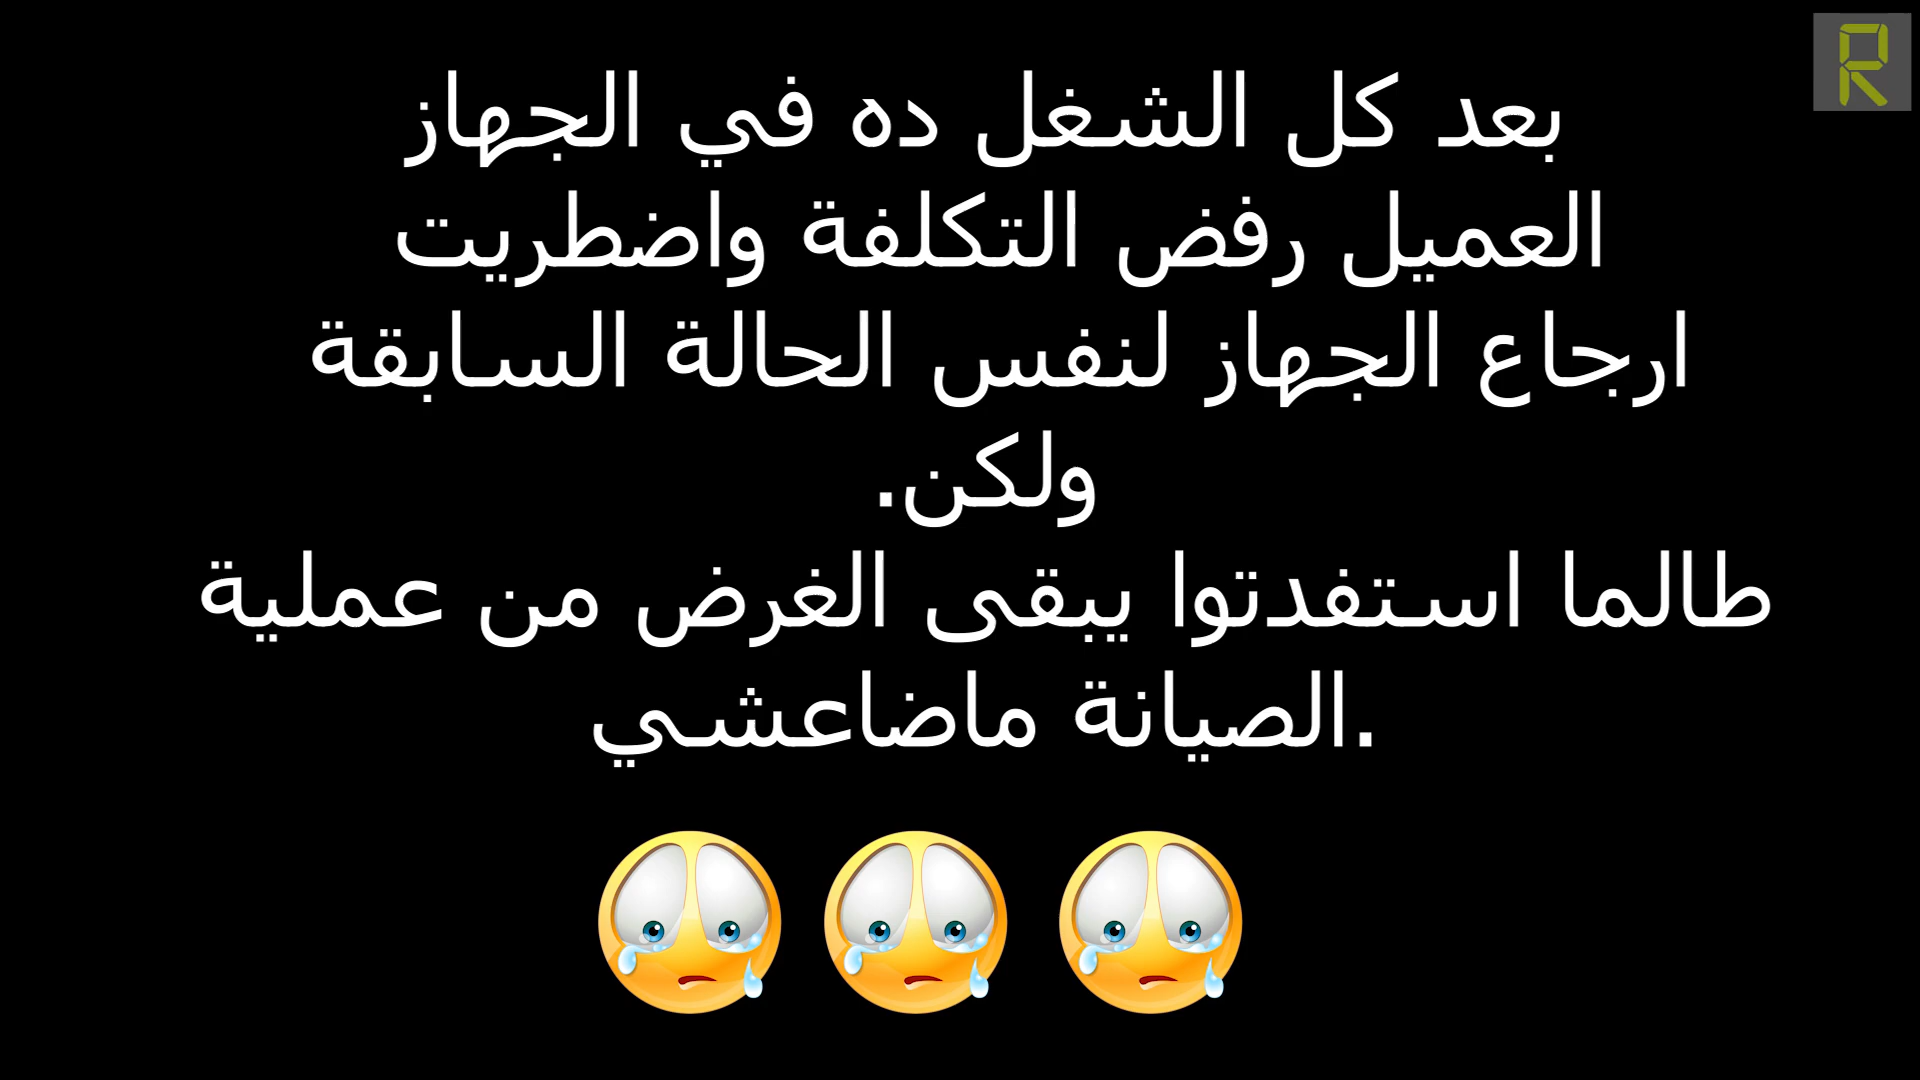 R
بعد كل الشغل ده في الجهاز
العميل رفض التكلفة واضطريت
ارجاع الجهاز لنفس الحالة السابقة
ولكن.
طالما استفدتوا يبقى الغرض من عملية
.الصيانة ماضاعشي